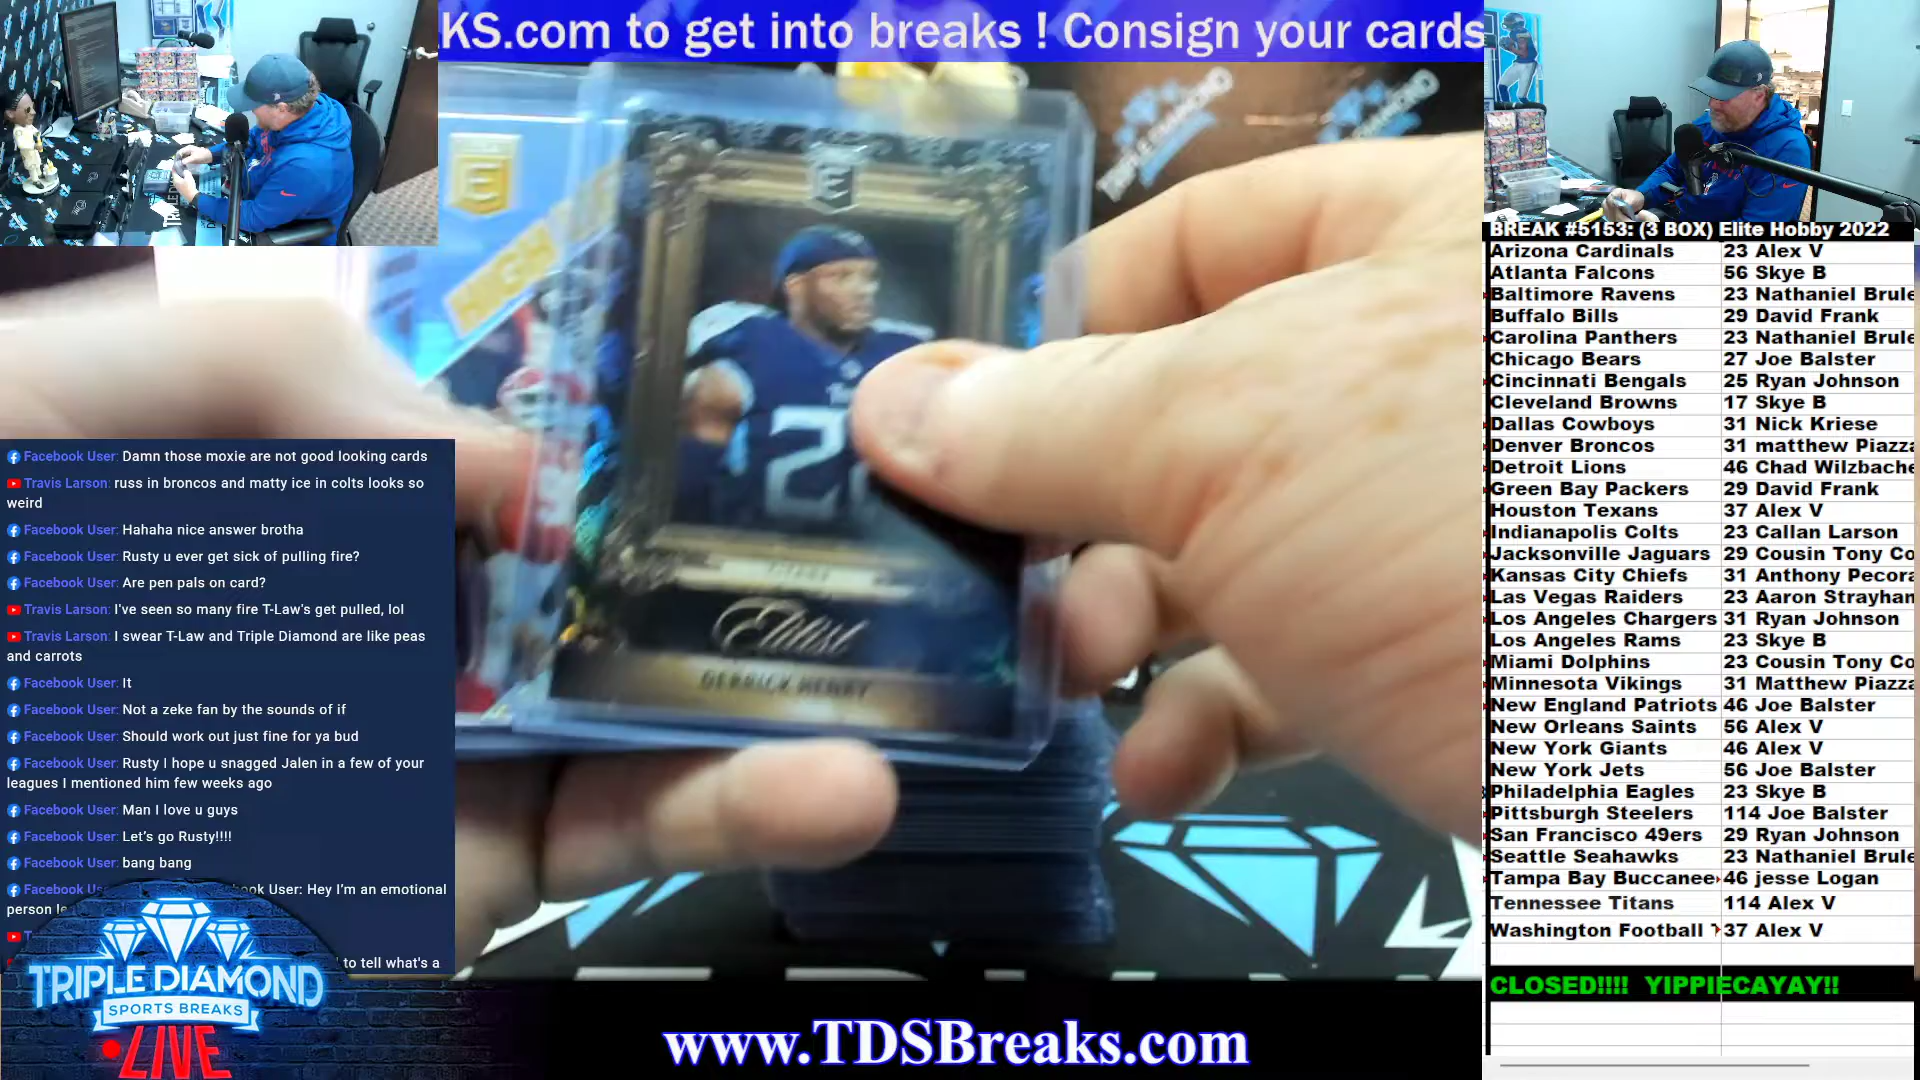 KS.com to get into breaks ! Consign your cards
TRIPLE DIAMOND
DIAMOND
E
HIGH
E
22
Elitist
DERRICK HENRY
Facebook User: Damn those moxie are not good looking cards
Travis Larson: russ in broncos and matty ice in colts looks so
weird
Facebook User: Hahaha nice answer brotha
Facebook User: Rusty u ever get sick of pulling fire?
Facebook User: Are pen pals on card?
Travis Larson: I've seen so many fire T-Law's get pulled, lol
Travis Larson: I swear T-Law and Triple Diamond are like peas
and carrots
Facebook User: It
Facebook User: Not a zeke fan by the sounds of if
Facebook User: Should work out just fine for ya bud
Facebook User: Rusty I hope u snagged Jalen in a few of your
leagues I mentioned him few weeks ago
Facebook User: Man I love u guys
Facebook User: Let's go Rusty!!!!
Facebook User: bang bang
Facebook Us ook User: Hey I'm an emotional
person le
T
to tell what's a
TRIPLE DIAMOND
SPORTS BREAKS
LIVE
www.TDSBreaks.com
BREAK #5153: (3 BOX) Elite Hobby 2022
Arizona Cardinals 23 Alex V
Atlanta Falcons 56 Skye B
Baltimore Ravens 23 Nathaniel Brule
Buffalo Bills 29 David Frank
Carolina Panthers 23 Nathaniel Brule
Chicago Bears 27 Joe Balster
Cincinnati Bengals 25 Ryan Johnson
Cleveland Browns 17 Skye B
Dallas Cowboys 31 Nick Kriese
Denver Broncos 31 matthew Piazza
Detroit Lions 46 Chad Wilzbache
Green Bay Packers 29 David Frank
Houston Texans 37 Alex V
Indianapolis Colts 23 Callan Larson
Jacksonville Jaguars 29 Cousin Tony Co
Kansas City Chiefs 31 Anthony Pecora
Las Vegas Raiders 23 Aaron Strayhan
Los Angeles Chargers 31 Ryan Johnson
Los Angeles Rams 23 Skye B
Miami Dolphins 23 Cousin Tony Co
Minnesota Vikings 31 Matthew Piazza
New England Patriots 46 Joe Balster
New Orleans Saints 56 Alex V
New York Giants 46 Alex V
New York Jets 56 Joe Balster
Philadelphia Eagles 23 Skye B
Pittsburgh Steelers 114 Joe Balster
San Francisco 49ers 29 Ryan Johnson
Seattle Seahawks 23 Nathaniel Brule
Tampa Bay Buccanee 46 jesse Logan
Tennessee Titans 114 Alex V
Washington Football 37 Alex V
CLOSED!!!! YIPPIECAYAY!!